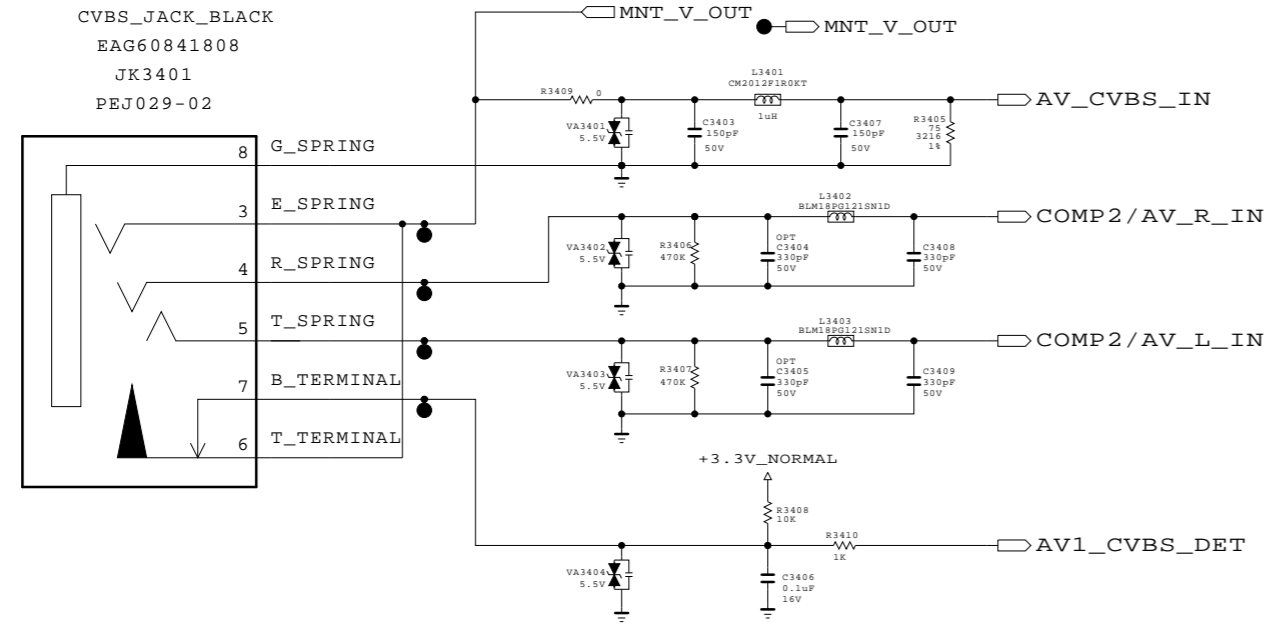 CVBS_JACK_BLACK
EAG60841808
JK3401
PEJ029-02
MNT_V_OUT
MNT_V_OUT
L3401
CM2012F1R0KT
1uH
R3409
0
VA3401
5.5V
C3403
150pF
50V
C3407
150pF
50V
R3405
75
3216
1%
AV_CVBS_IN
8
G_SPRING
3
E_SPRING
4
R_SPRING
5
T_SPRING
7
B_TERMINAL
6
T_TERMINAL
L3402
BLM18PG121SN1D
VA3402
5.5V
R3406
470K
OPT
C3404
330pF
50V
C3408
330pF
50V
COMP2/AV_R_IN
L3403
BLM18PG121SN1D
VA3403
5.5V
R3407
470K
OPT
C3405
330pF
50V
C3409
330pF
50V
COMP2/AV_L_IN
+3.3V_NORMAL
R3408
10K
R3410
1K
AV1_CVBS_DET
VA3404
5.5V
C3406
0.1uF
16V